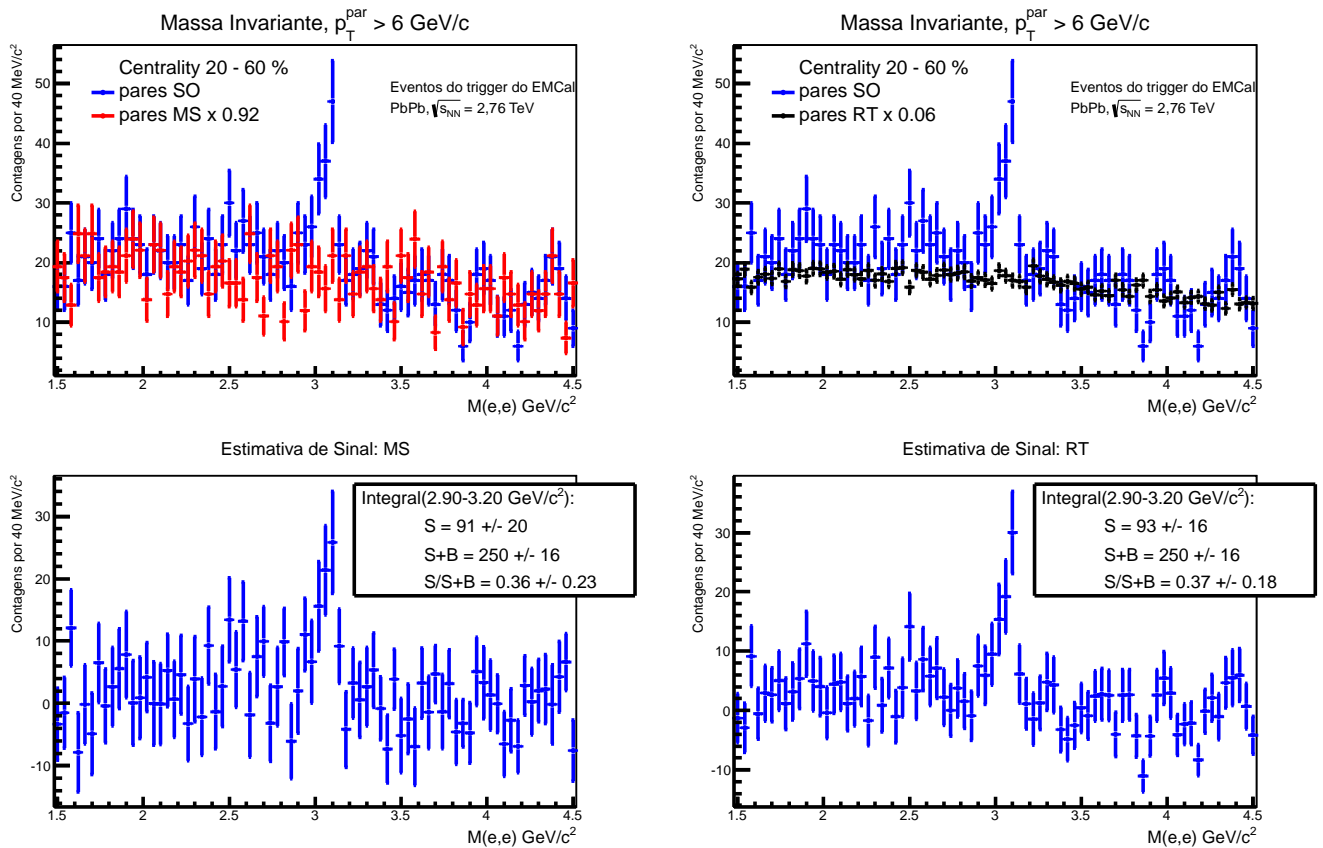 Massa Invariante, p_T^par > 6 GeV/c
Contagens por 40 MeV/c²
50
40
30
20
10
Centrality 20 - 60 %
pares SO
pares MS x 0.92
Eventos do trigger do EMCal
PbPb, √s_NN = 2,76 TeV
1.5 2 2.5 3 3.5 4 4.5
M(e,e) GeV/c²
Massa Invariante, p_T^par > 6 GeV/c
Contagens por 40 MeV/c²
50
40
30
20
10
Centrality 20 - 60 %
pares SO
pares RT x 0.06
Eventos do trigger do EMCal
PbPb, √s_NN = 2,76 TeV
1.5 2 2.5 3 3.5 4 4.5
M(e,e) GeV/c²
Estimativa de Sinal: MS
Contagens por 40 MeV/c²
30
20
10
0
-10
Integral(2.90-3.20 GeV/c²):
S = 91 +/- 20
S+B = 250 +/- 16
S/S+B = 0.36 +/- 0.23
1.5 2 2.5 3 3.5 4 4.5
M(e,e) GeV/c²
Estimativa de Sinal: RT
Contagens por 40 MeV/c²
30
20
10
0
-10
Integral(2.90-3.20 GeV/c²):
S = 93 +/- 16
S+B = 250 +/- 16
S/S+B = 0.37 +/- 0.18
1.5 2 2.5 3 3.5 4 4.5
M(e,e) GeV/c²